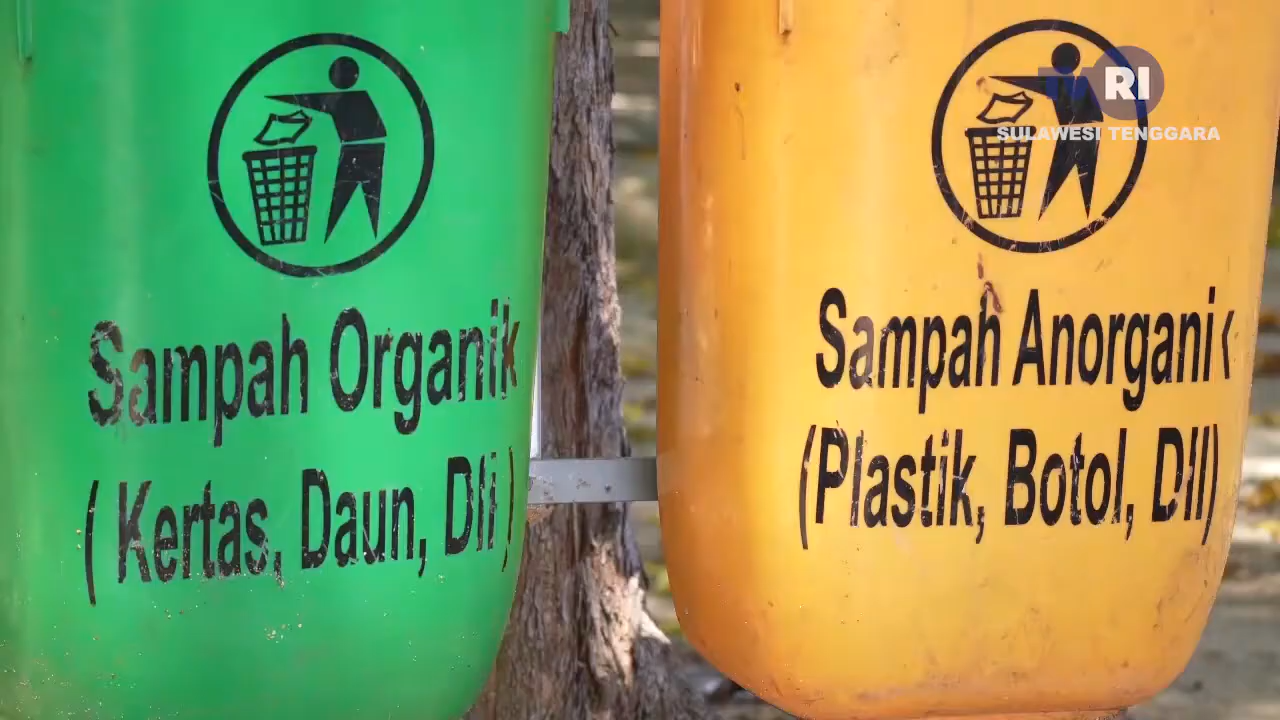 Sampah Organik
( Kertas, Daun, Dll )
TVRI
SULAWESI TENGGARA
Sampah Anorganik
(Plastik, Botol, Dll)